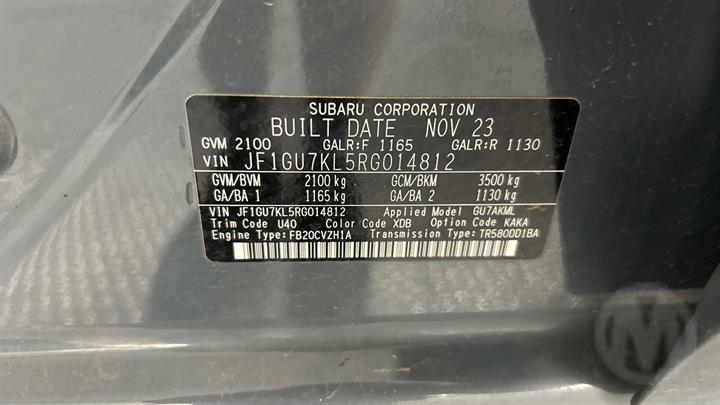 SUBARU CORPORATION
BUILT DATE NOV 23
GVM 2100 GALR:F 1165 GALR:R 1130
VIN JF1GU7KL5RG014812
GVM/BVM 2100 kg GCM/BKM 3500 kg
GA/BA 1 1165 kg GA/BA 2 1130 kg
VIN JF1GU7KL5RG014812 Applied Model GU7AKML
Trim Code U40 Color Code XDB Option Code KAKA
Engine Type: FB20CVZH1A Transmission Type: TR580DD1BA
M